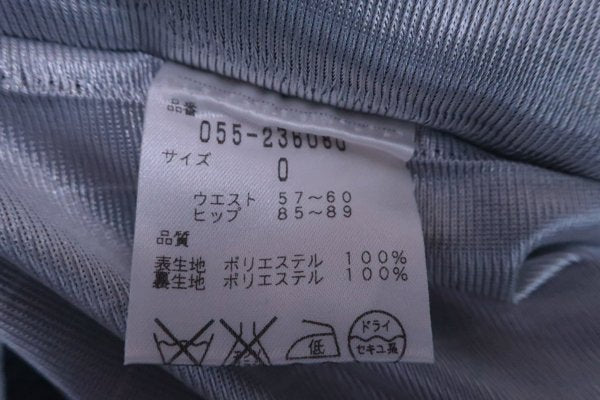 品番
055-236080
サイズ
0
ウエスト 57～60
ヒップ 85～89
品質
表生地 ポリエステル 100%
裏生地 ポリエステル 100%
低
ドライ
セキユ系